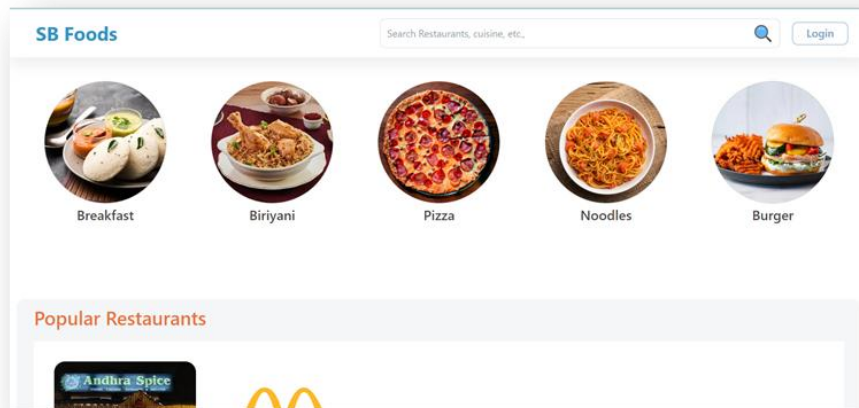 SB Foods
Search Restaurants, cuisine, etc.,
Login
Breakfast
Biriyani
Pizza
Noodles
Burger
Popular Restaurants
Andhra Spice